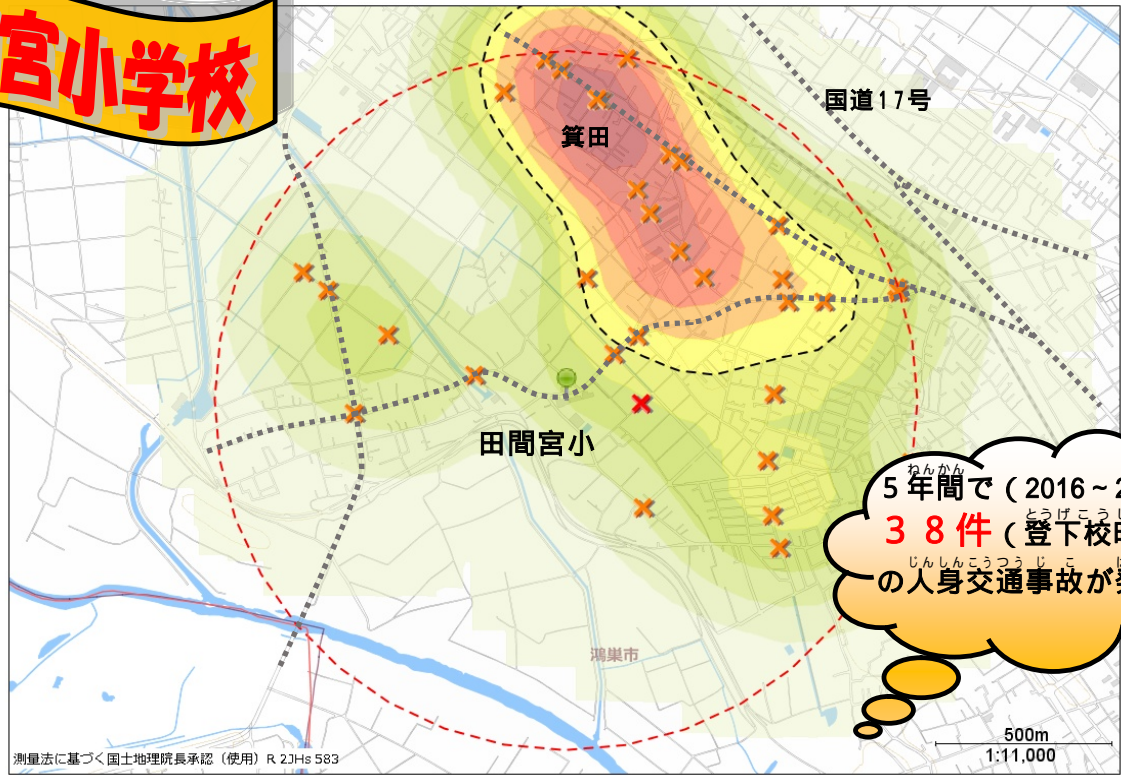 宮小学校
国道17号
箕田
田間宮小
ねんかん
5年間で(2016~2
38件(登下校時
とうげこうじ
じんしんこうつうじこ
の人身交通事故が発
鴻巣市
500m
1:11,000
測量法に基づく国土地理院長承認(使用)R 2JHs 583